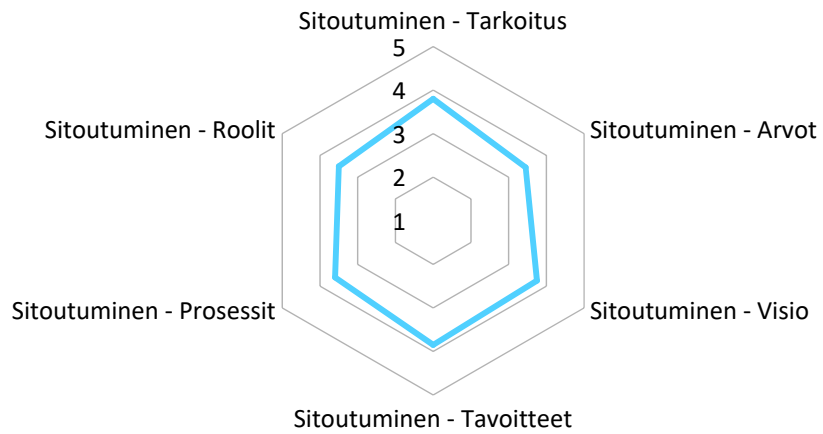 Sitoutuminen - Tarkoitus
5
4
3
2
1
Sitoutuminen - Roolit
Sitoutuminen - Arvot
Sitoutuminen - Prosessit
Sitoutuminen - Visio
Sitoutuminen - Tavoitteet